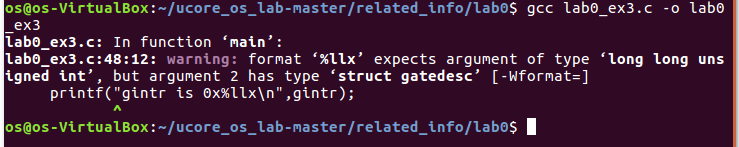 os@os-VirtualBox:~/ucore_os_lab-master/related_info/lab0$ gcc lab0_ex3.c -o lab0
_ex3
lab0_ex3.c: In function ‘main’:
lab0_ex3.c:48:12: warning: format ‘%llx’ expects argument of type ‘long long uns
igned int’, but argument 2 has type ‘struct gatedesc’ [-Wformat=]
     printf("gintr is 0x%llx\n",gintr);
            ^
os@os-VirtualBox:~/ucore_os_lab-master/related_info/lab0$